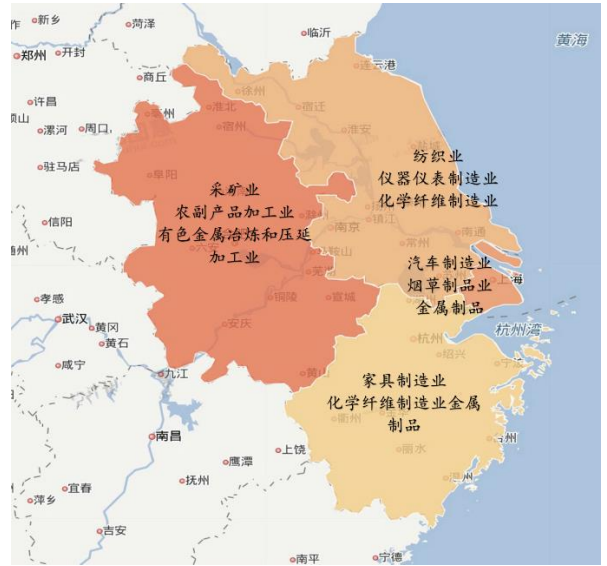 新乡
菏泽
临沂
黄海
郑州
开封
连云港
商丘
徐州
许昌
亳州
淮北
宿迁
漯河
周口
宿州
淮安
盐城
驻马店
阜阳
纺织业
仪器仪表制造业
化学纤维制造业
采矿业
农副产品加工业
有色金属冶炼和压延
加工业
信阳
南京
镇江
常州
南通
六安
马鞍山
芜湖
汽车制造业
烟草制品业
金属制品
上海
孝感
武汉
黄冈
黄石
铜陵
宣城
安庆
杭州
绍兴
杭州湾
宁波
咸宁
九江
黄山
家具制造业
化学纤维制造业金属
制品
衢州
南昌
上饶
丽水
鹰潭
温州
抚州
宜春
萍乡
吉安
南平
宁德